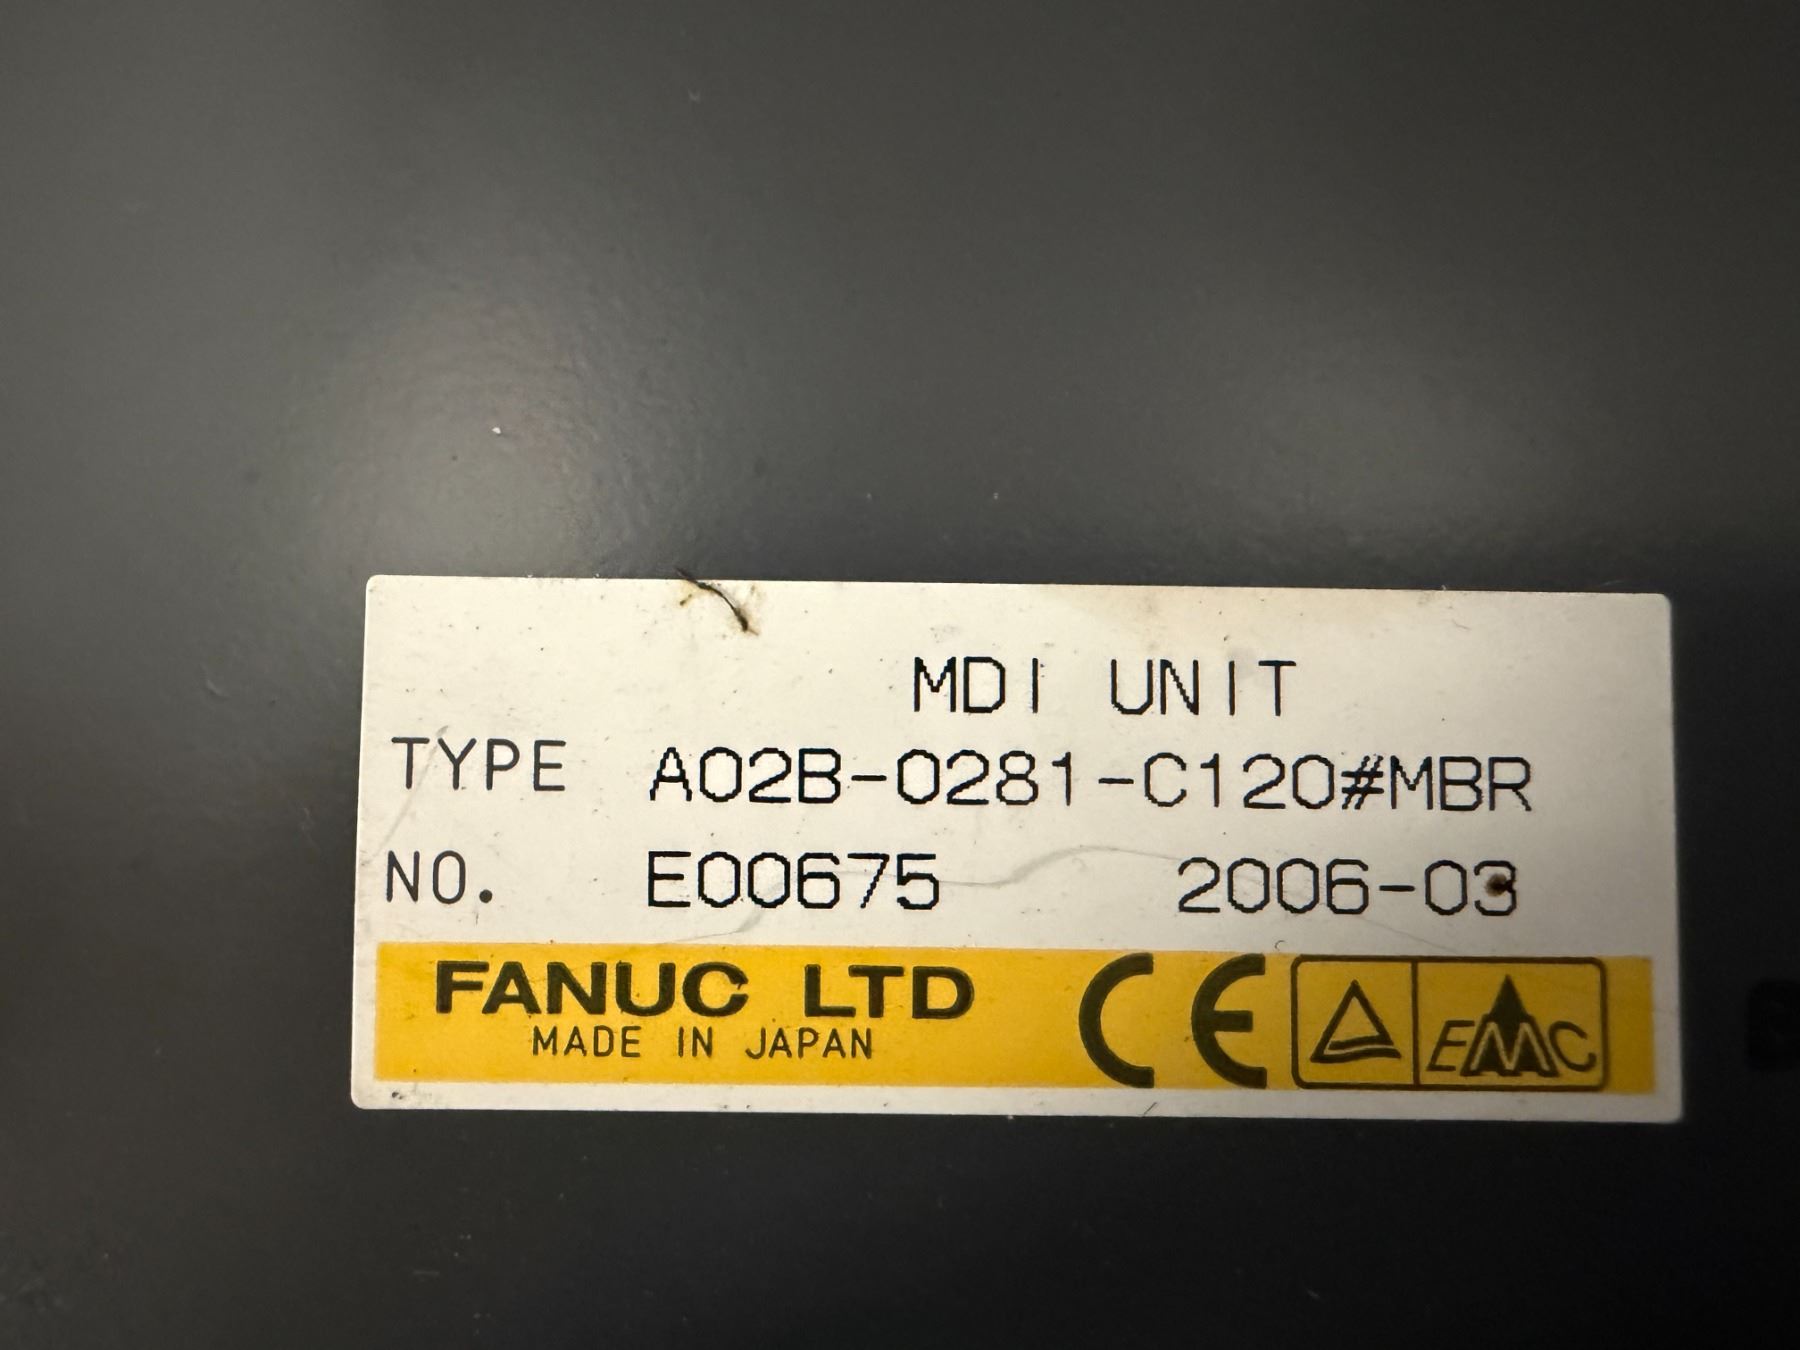 MDI UNIT
TYPE A02B-0281-C120#MBR
NO. E00675 2006-03
FANUC LTD
MADE IN JAPAN
CE
EMC